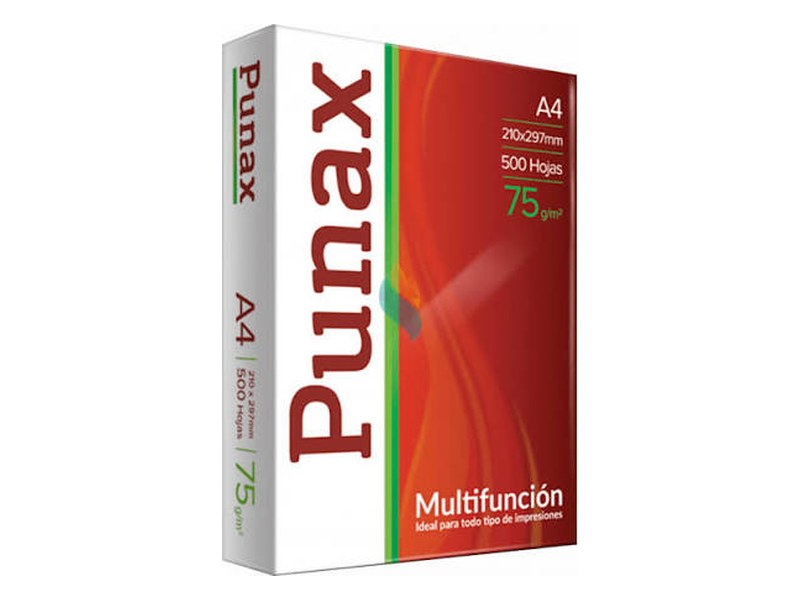 Punax
A4
210 x 297mm
500 Hojas
75 g/m²
Punax
A4
210x297mm
500 Hojas
75 g/m²
Multifunción
Ideal para todo tipo de impresiones